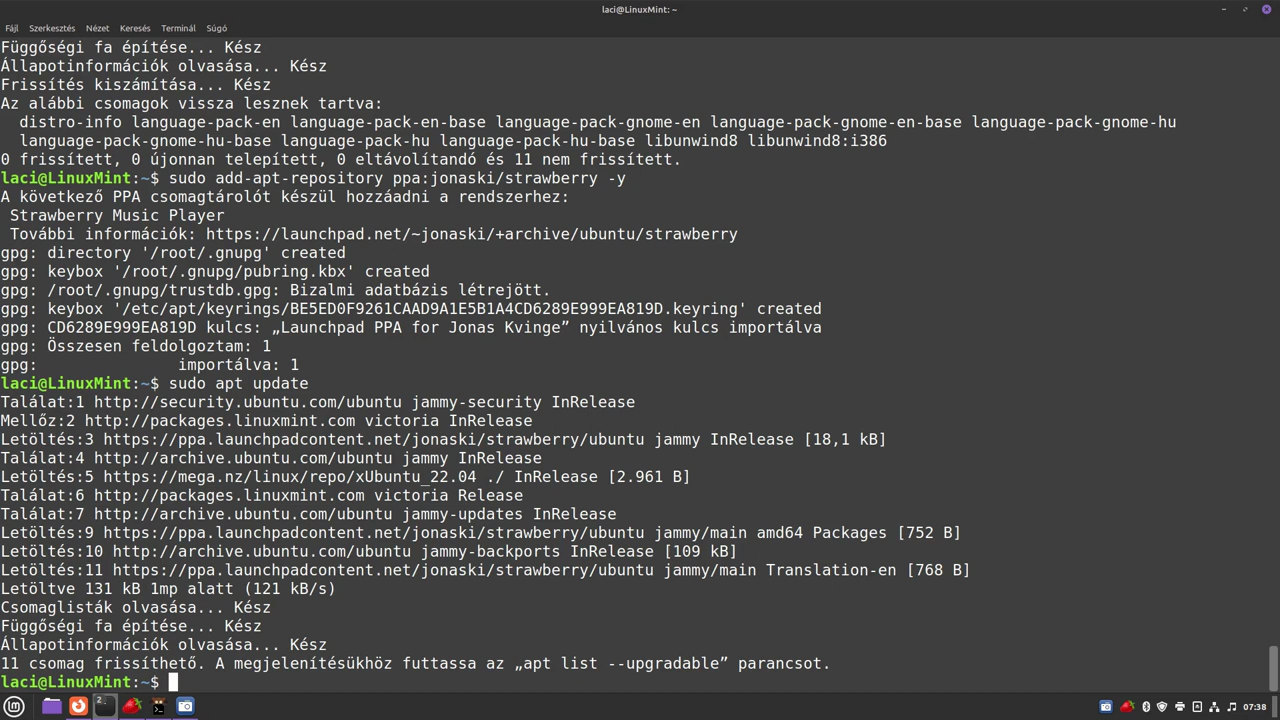 laci@LinuxMint: ~
Fájl Szerkesztés Nézet Keresés Terminál Súgó
Függőségi fa építése... Kész
Állapotinformációk olvasása... Kész
Frissítés kiszámítása... Kész
Az alábbi csomagok vissza lesznek tartva:
  distro-info language-pack-en language-pack-en-base language-pack-gnome-en language-pack-gnome-en-base language-pack-gnome-hu
  language-pack-gnome-hu-base language-pack-hu language-pack-hu-base libunwind8 libunwind8:i386
0 frissített, 0 újonnan telepített, 0 eltávolítandó és 11 nem frissített.
laci@LinuxMint:~$ sudo add-apt-repository ppa:jonaski/strawberry -y
A következő PPA csomagtárolót készül hozzáadni a rendszerhez:
 Strawberry Music Player
 További információk: https://launchpad.net/~jonaski/+archive/ubuntu/strawberry
gpg: directory '/root/.gnupg' created
gpg: keybox '/root/.gnupg/pubring.kbx' created
gpg: /root/.gnupg/trustdb.gpg: Bizalmi adatbázis létrejött.
gpg: keybox '/etc/apt/keyrings/BE5ED0F9261CAAD9A1E5B1A4CD6289E999EA819D.keyring' created
gpg: CD6289E999EA819D kulcs: „Launchpad PPA for Jonas Kvinge” nyilvános kulcs importálva
gpg: Összesen feldolgoztam: 1
gpg:               importálva: 1
laci@LinuxMint:~$ sudo apt update
Találat:1 http://security.ubuntu.com/ubuntu jammy-security InRelease
Mellőz:2 http://packages.linuxmint.com victoria InRelease
Letöltés:3 https://ppa.launchpadcontent.net/jonaski/strawberry/ubuntu jammy InRelease [18,1 kB]
Találat:4 http://archive.ubuntu.com/ubuntu jammy InRelease
Letöltés:5 https://mega.nz/linux/repo/xUbuntu_22.04 ./ InRelease [2.961 B]
Találat:6 http://packages.linuxmint.com victoria Release
Találat:7 http://archive.ubuntu.com/ubuntu jammy-updates InRelease
Letöltés:9 https://ppa.launchpadcontent.net/jonaski/strawberry/ubuntu jammy/main amd64 Packages [752 B]
Letöltés:10 http://archive.ubuntu.com/ubuntu jammy-backports InRelease [109 kB]
Letöltés:11 https://ppa.launchpadcontent.net/jonaski/strawberry/ubuntu jammy/main Translation-en [768 B]
Letöltve 131 kB 1mp alatt (121 kB/s)
Csomaglisták olvasása... Kész
Függőségi fa építése... Kész
Állapotinformációk olvasása... Kész
11 csomag frissíthető. A megjelenítésükhöz futtassa az „apt list --upgradable” parancsot.
laci@LinuxMint:~$
07:38